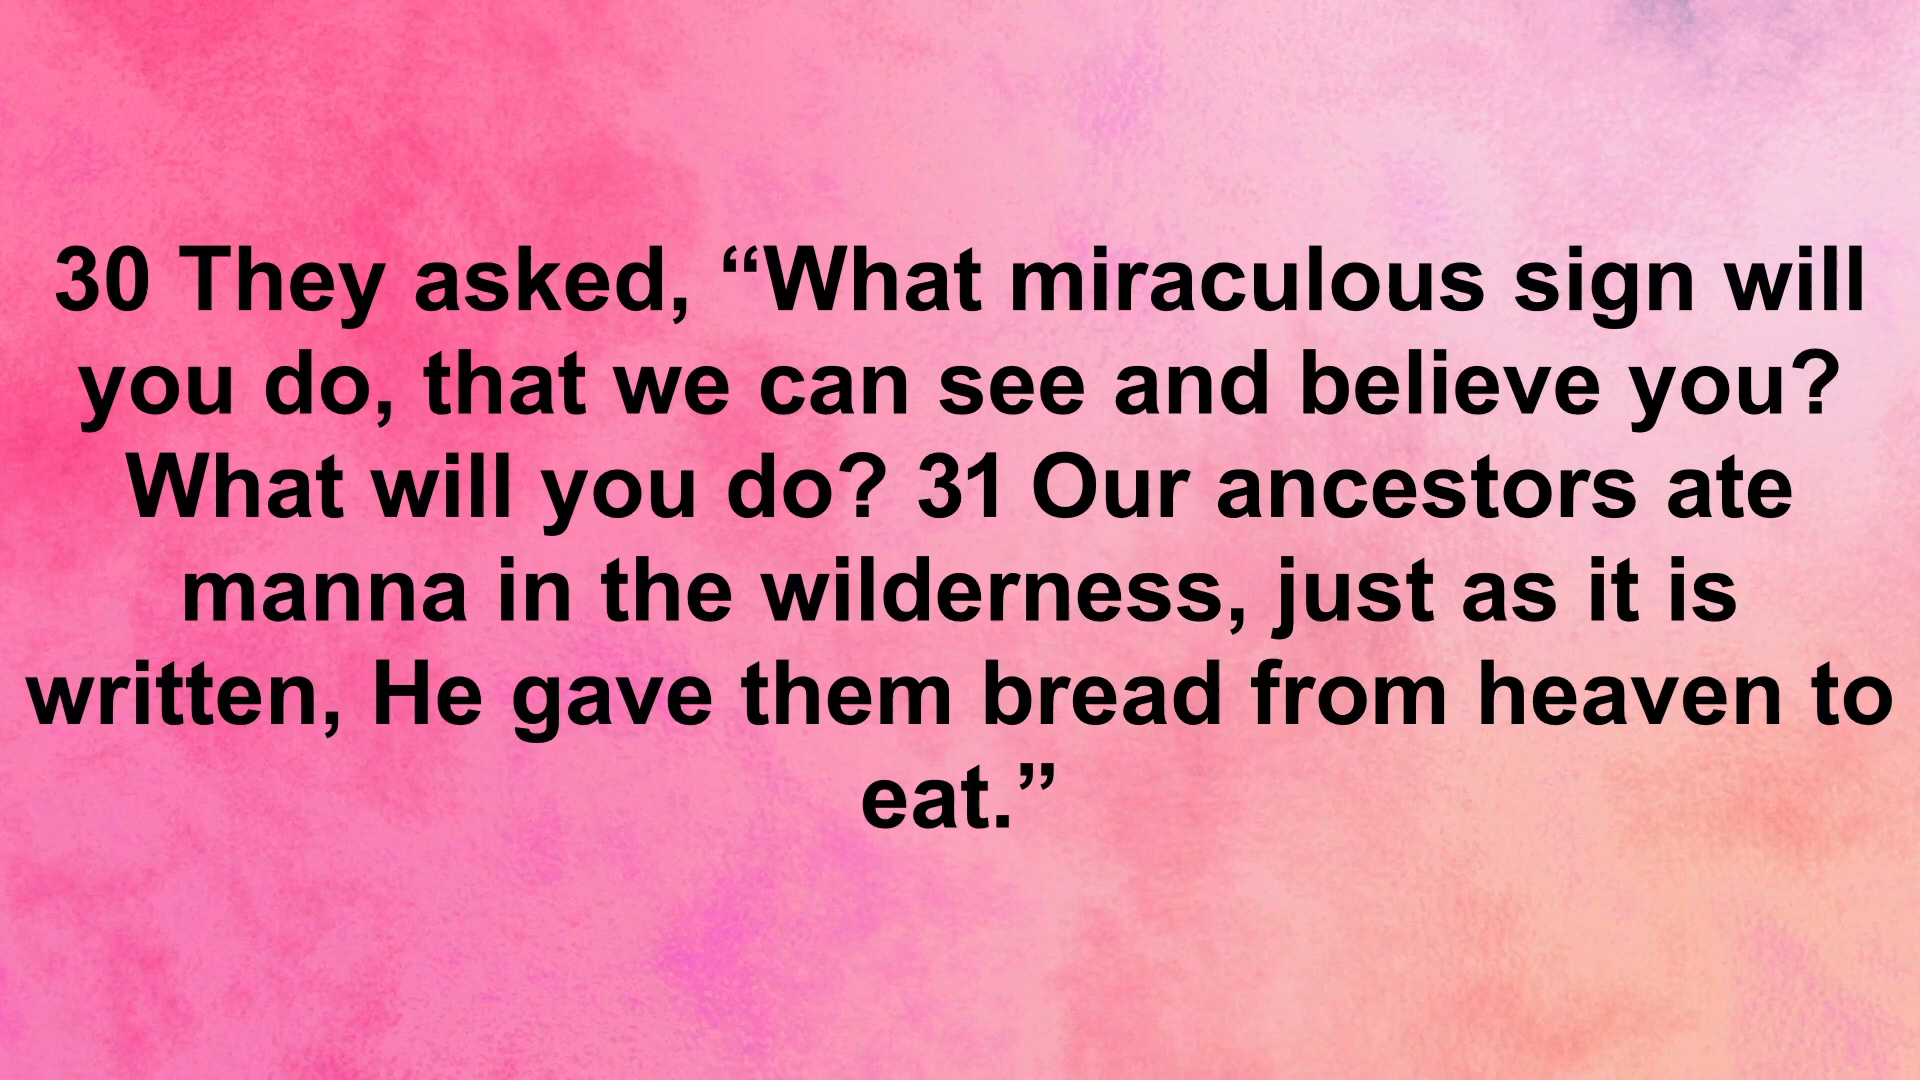 30 They asked, “What miraculous sign will
you do, that we can see and believe you?
What will you do? 31 Our ancestors ate
manna in the wilderness, just as it is
written, He gave them bread from heaven to
eat.”